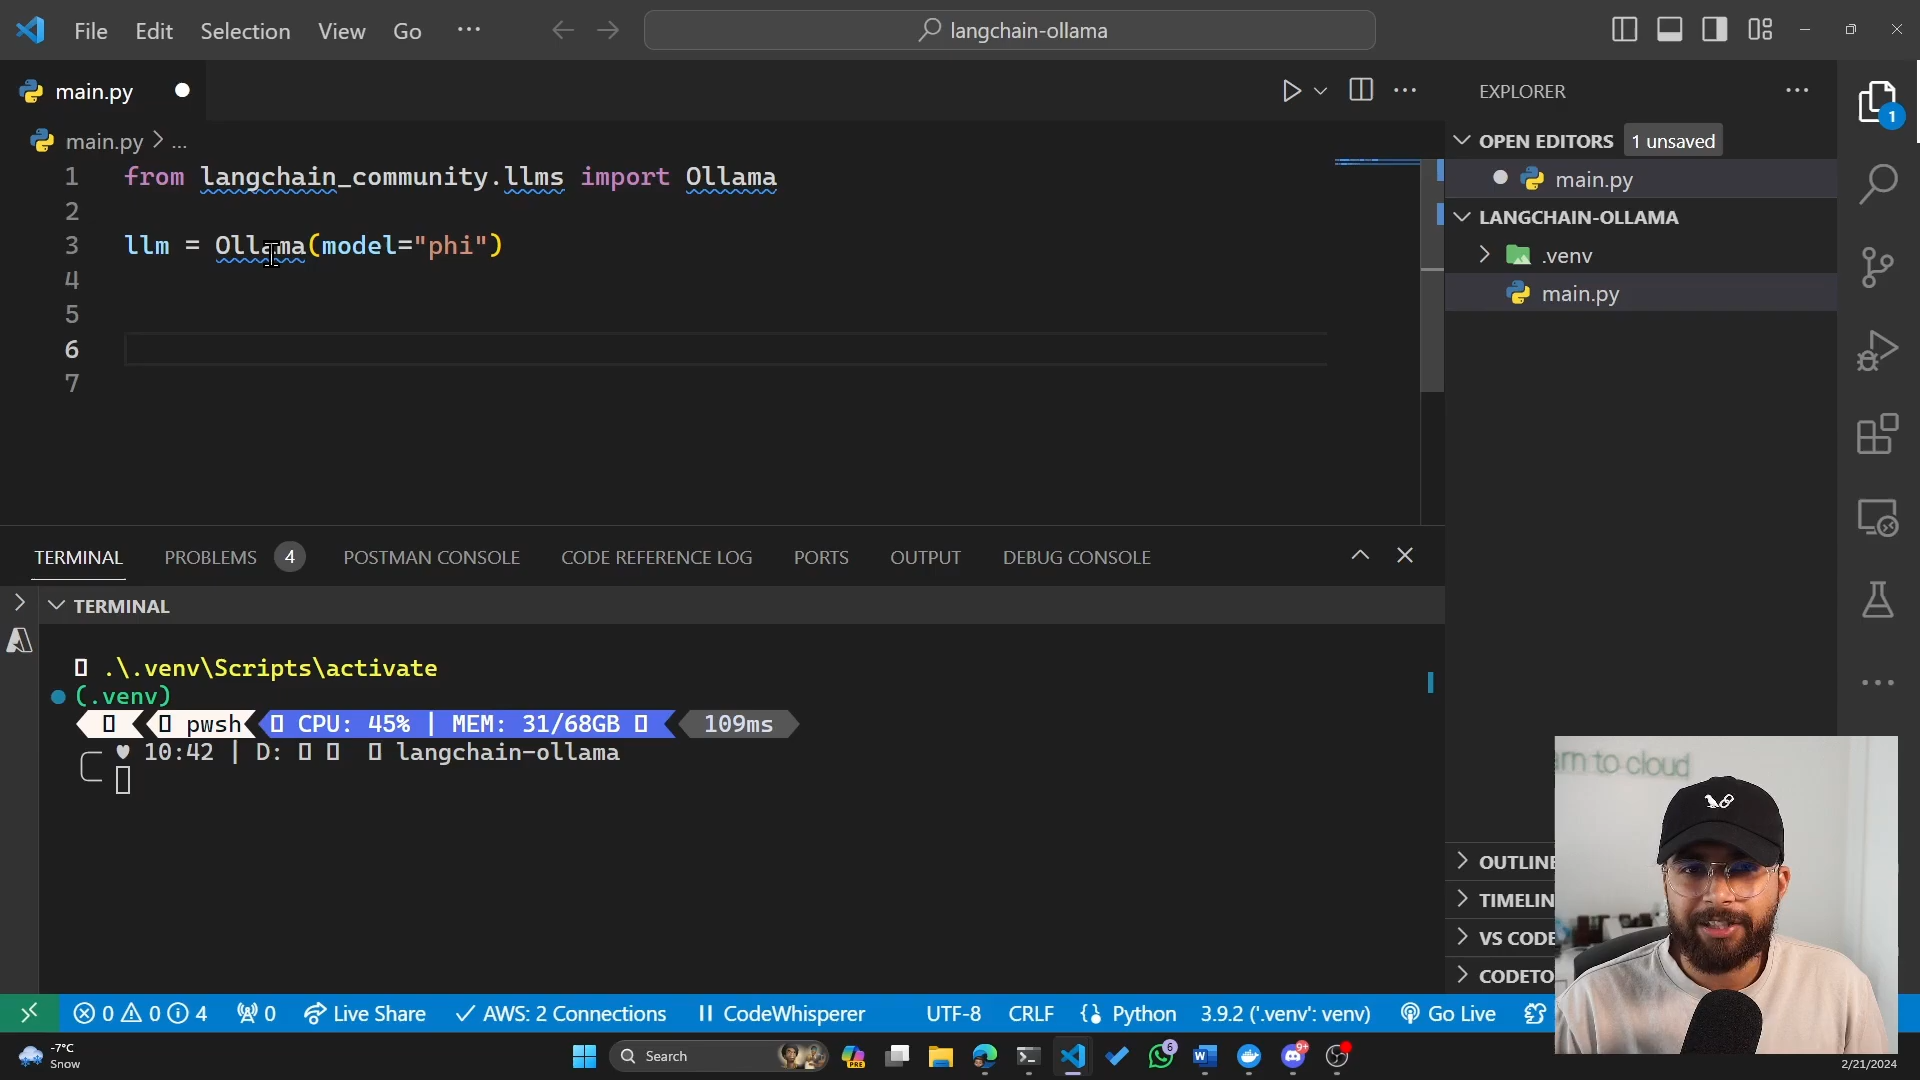 File Edit Selection View Go ···
langchain-ollama
main.py
main.py > ...
1 from langchain_community.llms import Ollama
2
3 llm = Ollama(model="phi")
4
5
6
7
EXPLORER
OPEN EDITORS 1 unsaved
main.py
LANGCHAIN-OLLAMA
.venv
main.py
1
TERMINAL PROBLEMS 4 POSTMAN CONSOLE CODE REFERENCE LOG PORTS OUTPUT DEBUG CONSOLE
TERMINAL
.\.venv\Scripts\activate
(.venv)
pwsh CPU: 45% | MEM: 31/68GB 109ms
♥ 10:42 | D: langchain-ollama
OUTLINE
TIMELIN
VS CODE
CODETO
rn to cloud
0 0 4 0 Live Share AWS: 2 Connections CodeWhisperer UTF-8 CRLF Python 3.9.2 ('.venv': venv) Go Live
-7°C
Snow
Search
PRE
6
9+
2/21/2024